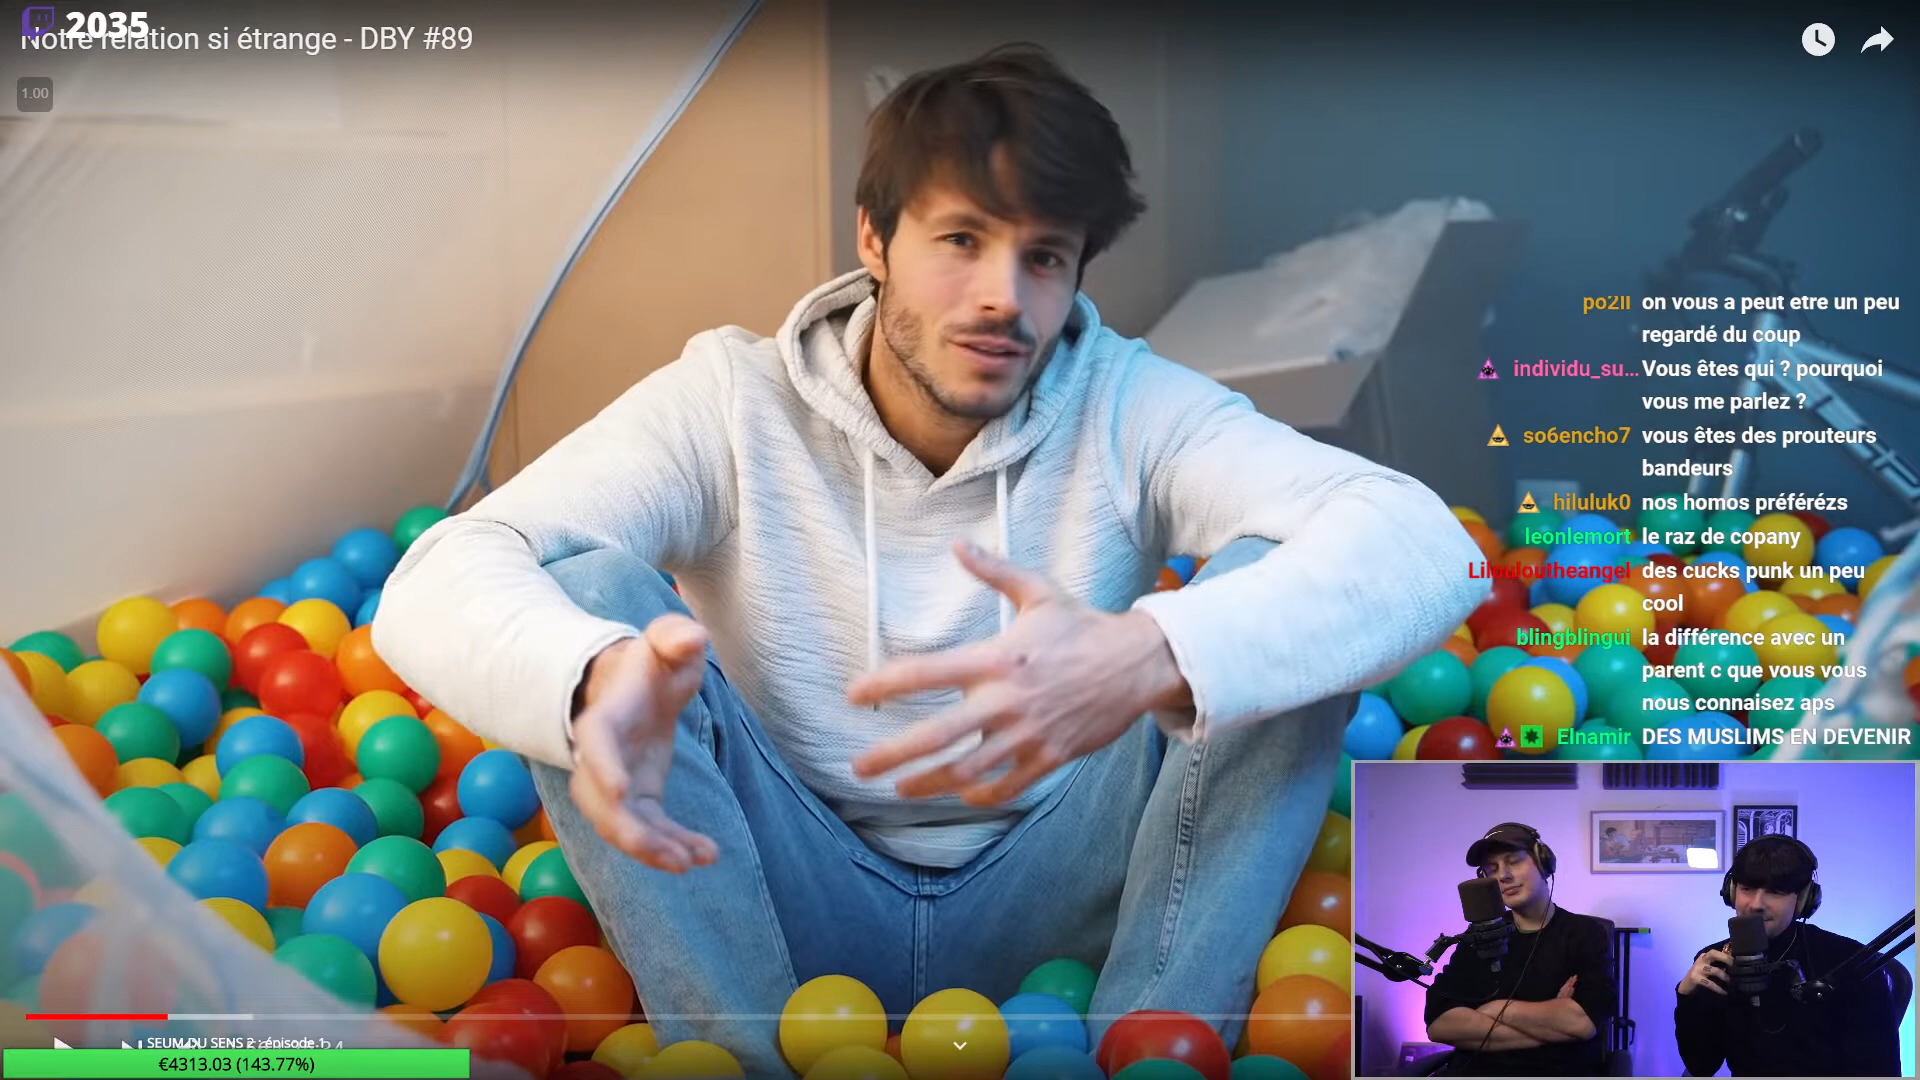 2035
Notre relation si étrange - DBY #89
1.00
po2ll on vous a peut etre un peu
regardé du coup
individu_su... Vous êtes qui ? pourquoi
vous me parlez ?
so6encho7 vous êtes des prouteurs
bandeurs
hiluluk0 nos homos préférézs
leonlemort le raz de copany
Lilouloutheangel des cucks punk un peu
cool
blingblingui la différence avec un
parent c que vous vous
nous connaisez aps
Elnamir DES MUSLIMS EN DEVENIR
SEUM DU SENS 2 : épisode 1
€4313.03 (143.77%)